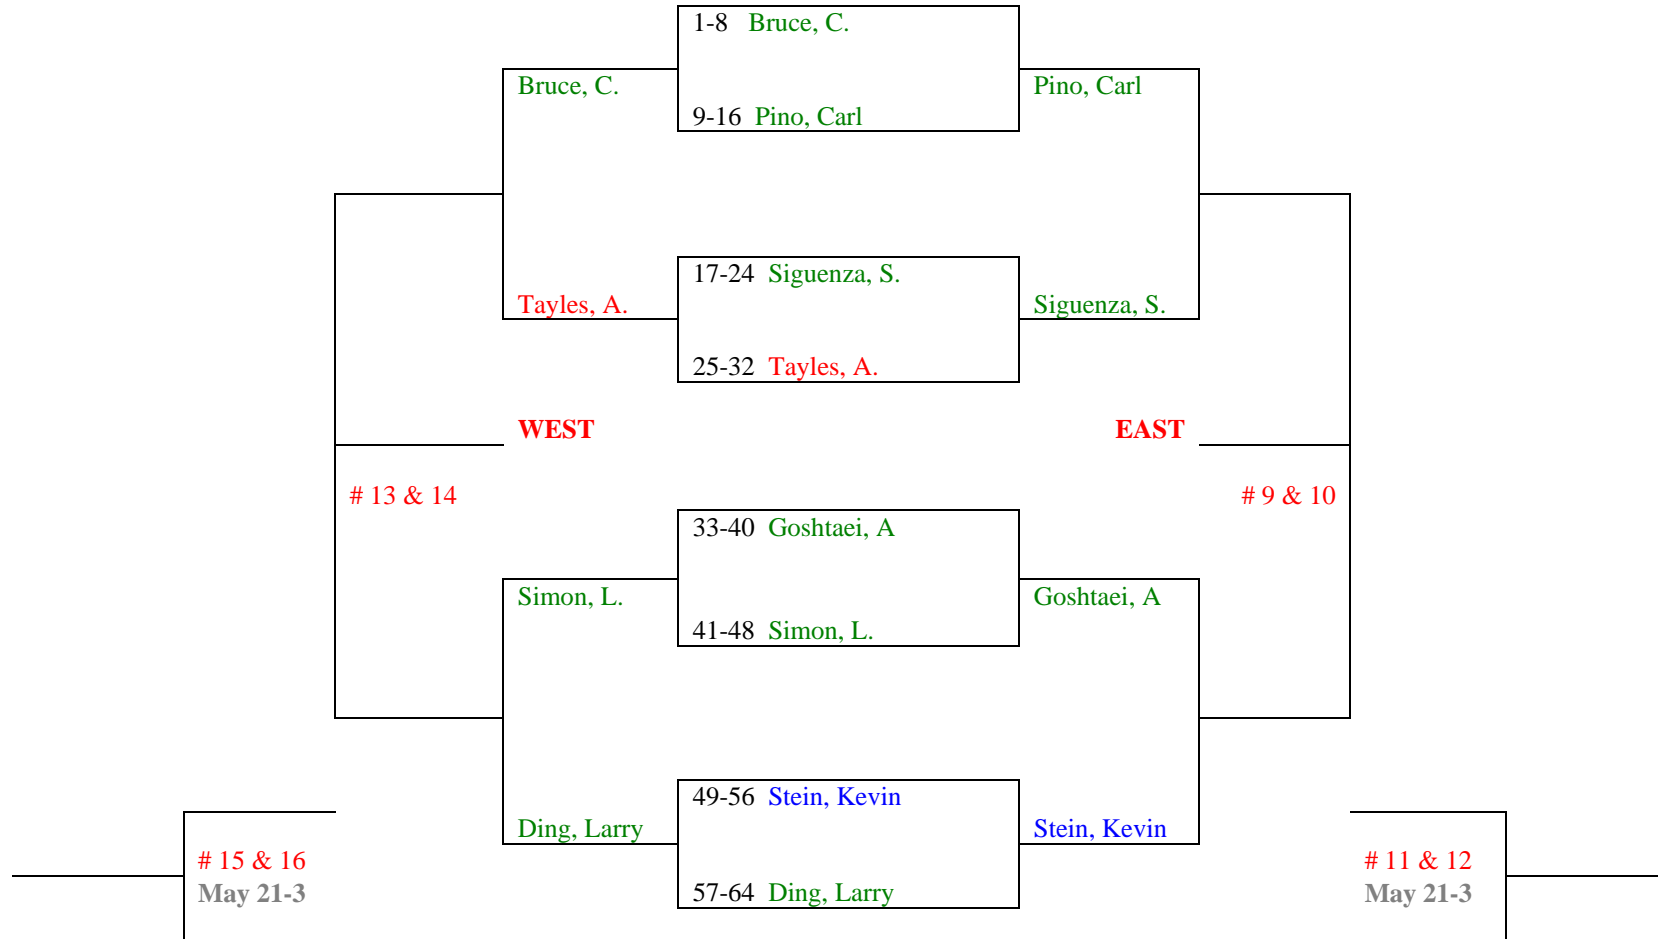 1-8 Bruce, C.
Bruce, C.
Pino, Carl
9-16 Pino, Carl
17-24 Siguenza, S.
Tayles, A.
Siguenza, S.
25-32 Tayles, A.
WEST
EAST
# 13 & 14
# 9 & 10
33-40 Goshtaei, A
Simon, L.
Goshtaei, A
41-48 Simon, L.
49-56 Stein, Kevin
Ding, Larry
Stein, Kevin
# 15 & 16
# 11 & 12
May 21-3
57-64 Ding, Larry
May 21-3